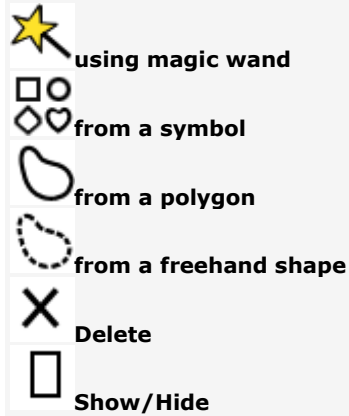 using magic wand
from a symbol
from a polygon
from a freehand shape
Delete
Show/Hide